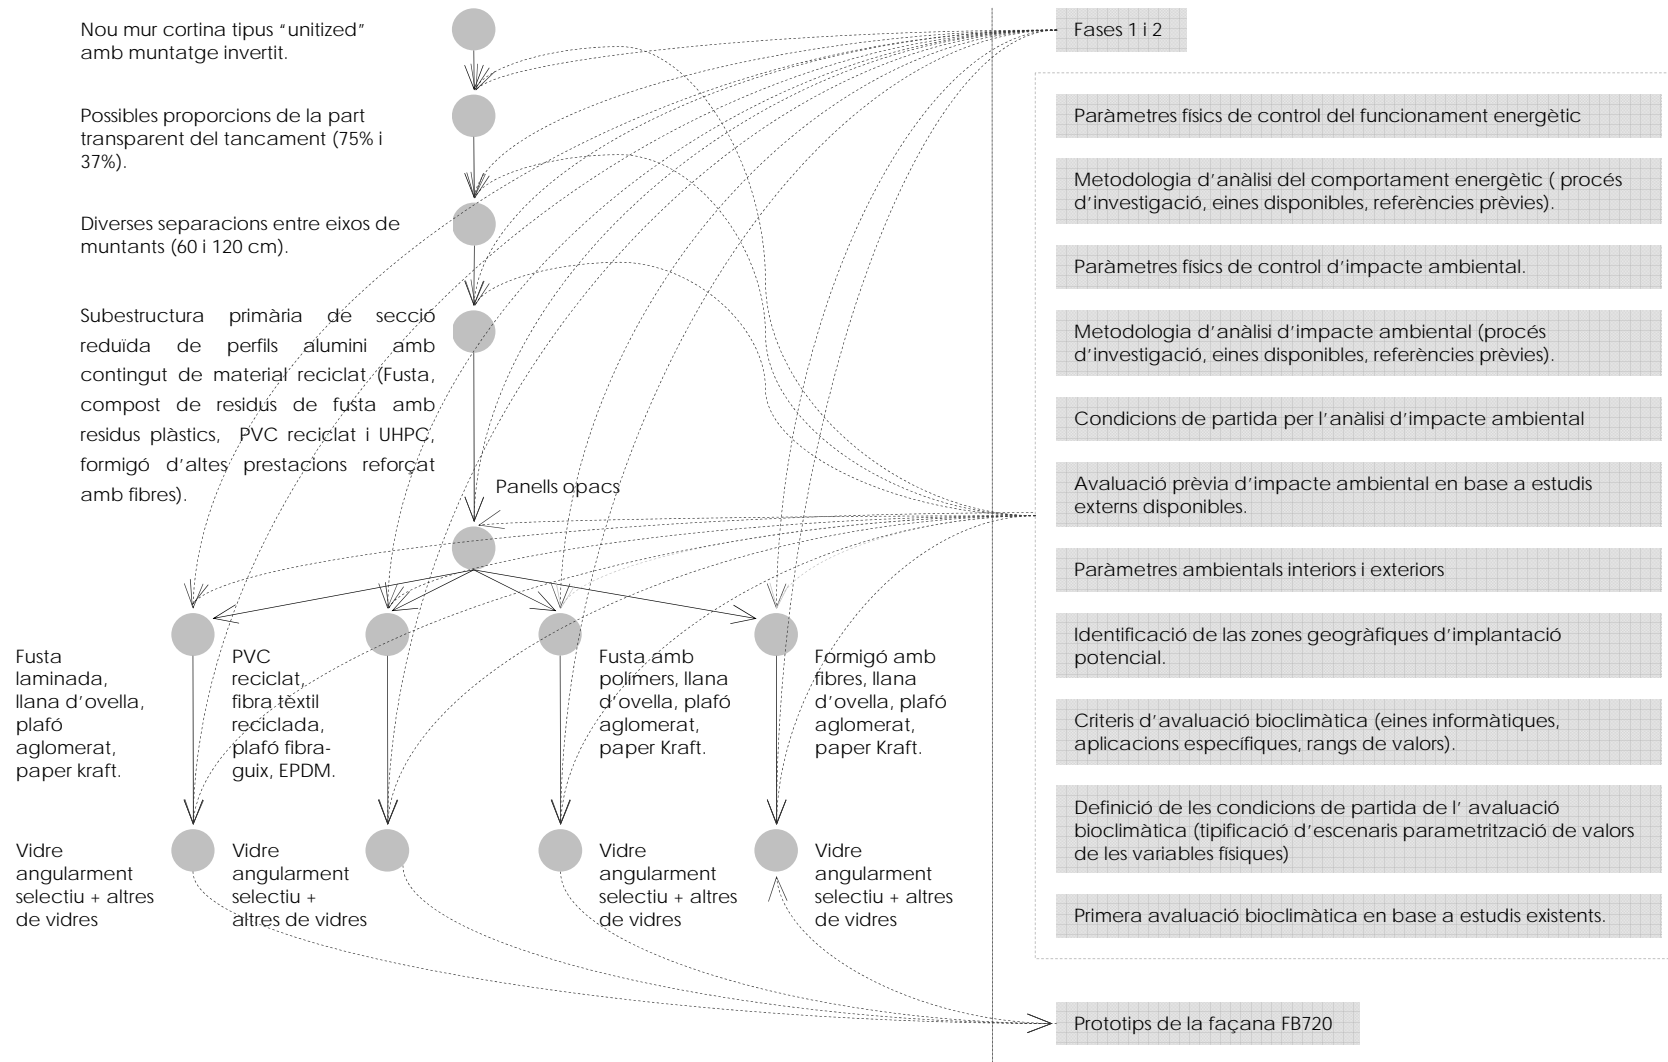 Nou mur cortina tipus “unitized”
amb muntatge invertit.
Possibles proporcions de la part
transparent del tancament (75% i
37%).
Diverses separacions entre eixos de
muntants (60 i 120 cm).
Subestructura primària de secció
reduïda de perfils alumini amb
contingut de material reciclat (Fusta,
compost de residus de fusta amb
residus plàstics, PVC reciclat i UHPC,
formigó d'altes prestacions reforçat
amb fibres).
Panells opacs
Fusta
laminada,
llana d'ovella,
plafó
aglomerat,
paper kraft.
PVC
reciclat,
fibra tèxtil
reciclada,
plafó fibra-
guix, EPDM.
Fusta amb
polímers, llana
d'ovella, plafó
aglomerat,
paper Kraft.
Formigó amb
fibres, llana
d'ovella, plafó
aglomerat,
paper Kraft.
Vidre
angularment
selectiu + altres
de vidres
Vidre
angularment
selectiu +
altres de vidres
Vidre
angularment
selectiu + altres
de vidres
Vidre
angularment
selectiu + altres
de vidres
Fases 1 i 2
Paràmetres físics de control del funcionament energètic
Metodologia d'anàlisi del comportament energètic ( procés
d'investigació, eines disponibles, referències prèvies).
Paràmetres físics de control d'impacte ambiental.
Metodologia d'anàlisi d'impacte ambiental (procés
d'investigació, eines disponibles, referències prèvies).
Condicions de partida per l'anàlisi d'impacte ambiental
Avaluació prèvia d'impacte ambiental en base a estudis
externs disponibles.
Paràmetres ambientals interiors i exteriors
Identificació de las zones geogràfiques d'implantació
potencial.
Criteris d'avaluació bioclimàtica (eines informàtiques,
aplicacions específiques, rangs de valors).
Definició de les condicions de partida de l' avaluació
bioclimàtica (tipificació d'escenaris parametrització de valors
de les variables físiques)
Primera avaluació bioclimàtica en base a estudis existents.
Prototips de la façana FB720